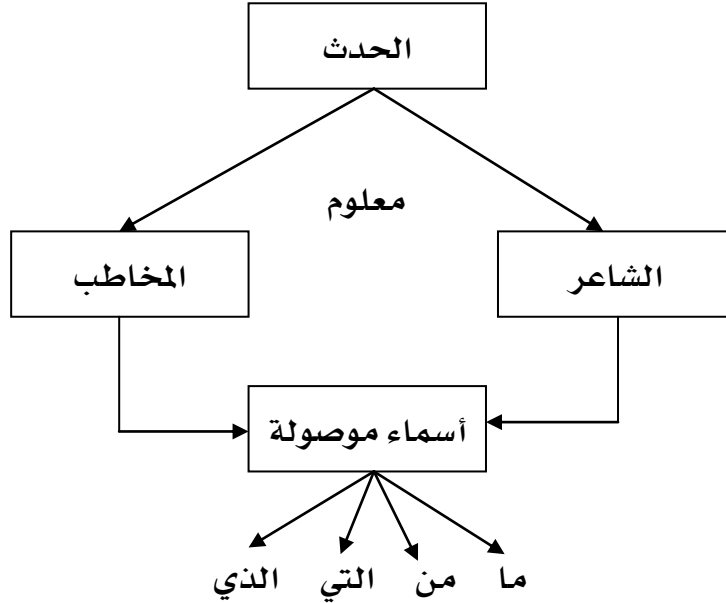 الحدث
معلوم
الشاعر
المخاطب
أسماء موصولة
ما من التي الذي